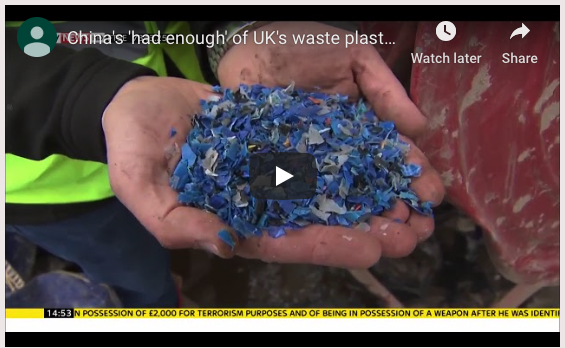 China's 'had enough' of UK's waste plast...
Watch later
Share
14:53
N POSSESSION OF £2,000 FOR TERRORISM PURPOSES AND OF BEING IN POSSESSION OF A WEAPON AFTER HE WAS IDENTIF